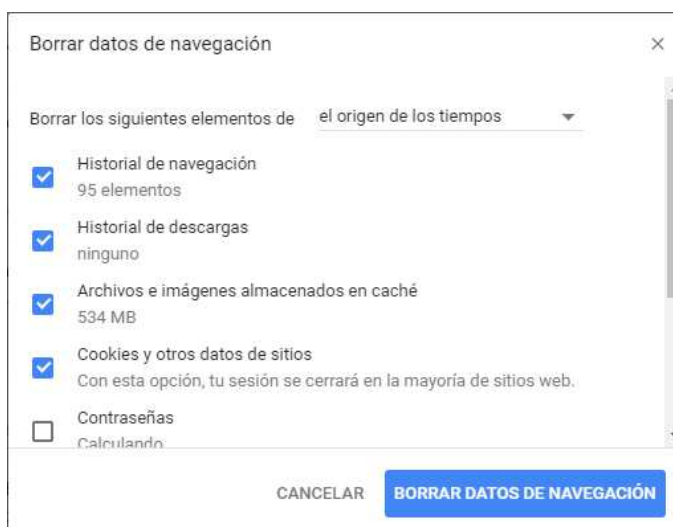 Borrar datos de navegación
Borrar los siguientes elementos de el origen de los tiempos
Historial de navegación
95 elementos
Historial de descargas
ninguno
Archivos e imágenes almacenados en caché
534 MB
Cookies y otros datos de sitios
Con esta opción, tu sesión se cerrará en la mayoría de sitios web.
Contraseñas
Calculando
CANCELAR BORRAR DATOS DE NAVEGACIÓN